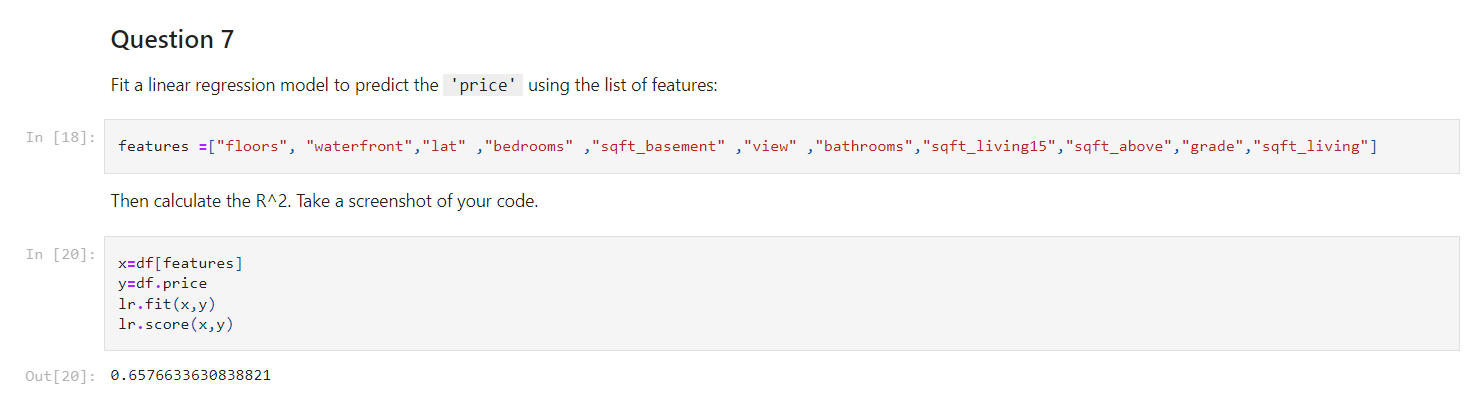 Question 7
Fit a linear regression model to predict the 'price' using the list of features:
In [18]: features =["floors", "waterfront","lat" ,"bedrooms" ,"sqft_basement" ,"view" ,"bathrooms","sqft_living15","sqft_above","grade","sqft_living"]
Then calculate the R^2. Take a screenshot of your code.
In [20]:
x=df[features]
y=df.price
lr.fit(x,y)
lr.score(x,y)
Out[20]: 0.6576633630838821